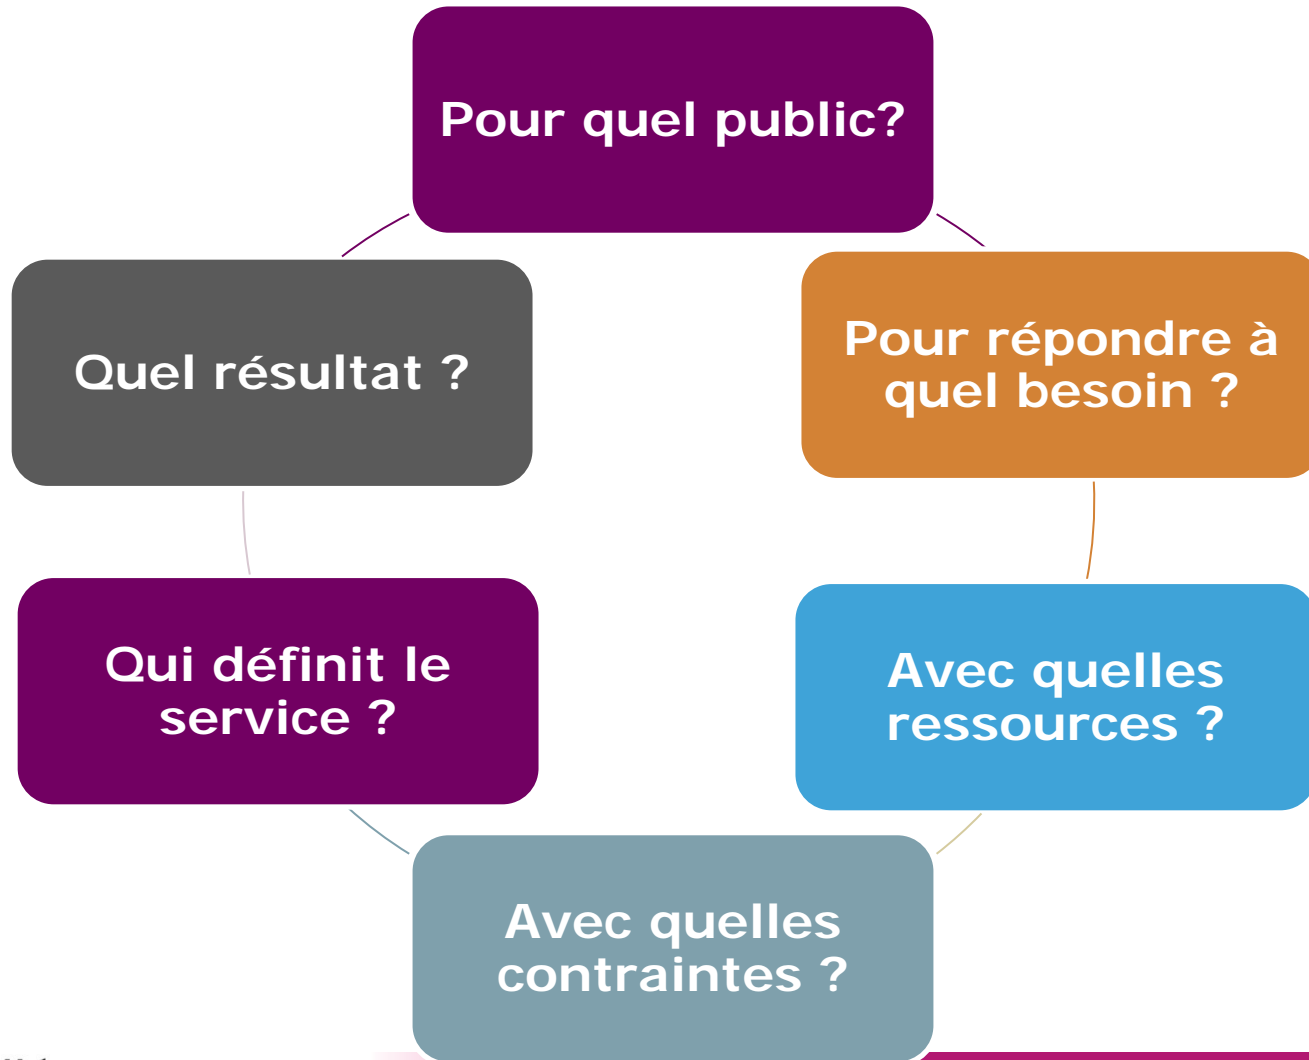 Pour quel public?
Pour répondre à
quel besoin ?
Avec quelles
ressources ?
Avec quelles
contraintes ?
Qui définit le
service ?
Quel résultat ?